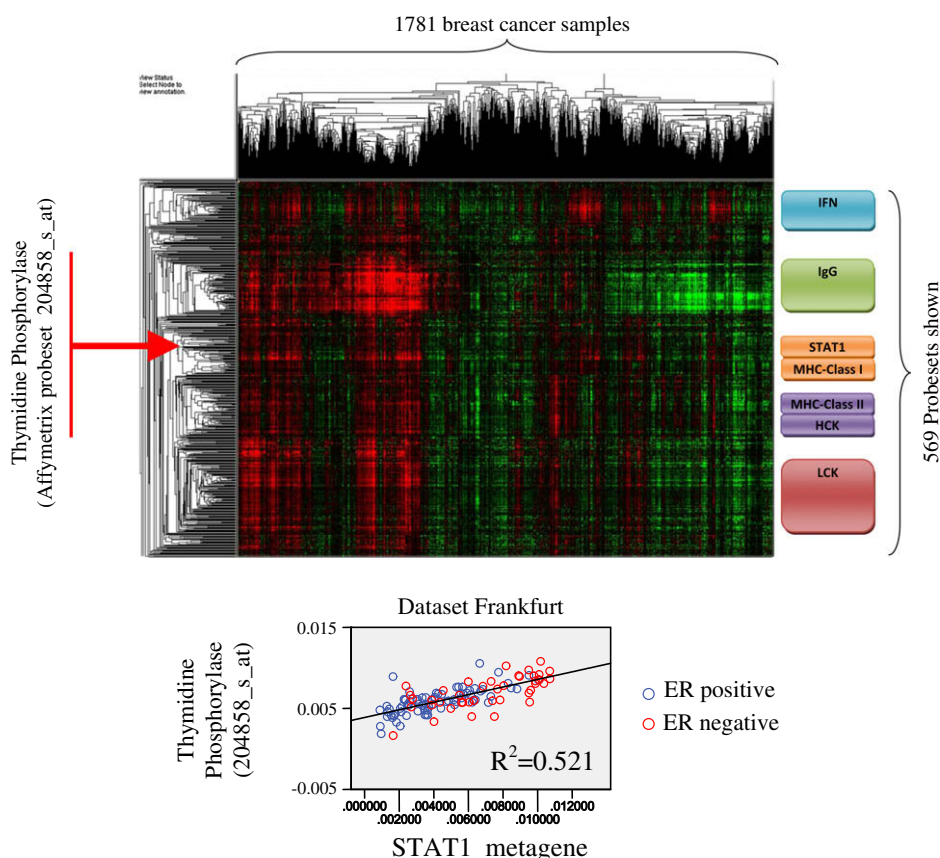 1781 breast cancer samples
View Status
Select Node to
view annotation.
Thymidine Phosphorylase
(Affymetrix probeset 204858_s_at)
IFN
IgG
STAT1
MHC-Class I
MHC-Class II
HCK
LCK
569 Probesets shown
Dataset Frankfurt
Thymidine
Phosphorylase
(204858_s_at)
0.015
0.005
-0.005
R²=0.521
.000000 .004000 .008000 .012000
.002000 .006000 .010000
STAT1 metagene
ER positive
ER negative